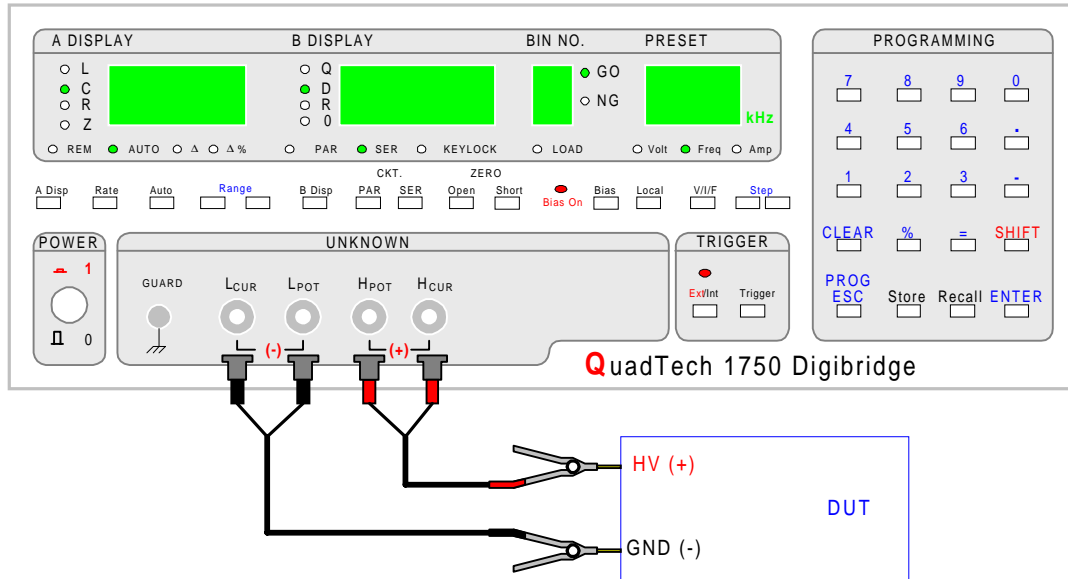 A DISPLAY
B DISPLAY
BIN NO.
PRESET
L
C
R
Z
Q
D
R
0
GO
NG
kHz
REM AUTO Δ Δ %
PAR SER KEYLOCK
LOAD
Volt Freq Amp
CKT.
ZERO
A Disp Rate Auto Range B Disp PAR SER Open Short Bias On Bias Local V/I/F Step
PROGRAMMING
7 8 9 0
4 5 6 .
1 2 3 -
CLEAR % = SHIFT
PROG
ESC Store Recall ENTER
POWER
1
0
UNKNOWN
GUARD
LCUR LPOT HPOT HCUR
(-) (+)
TRIGGER
Ext/Int Trigger
QuadTech 1750 Digibridge
HV (+)
DUT
GND (-)